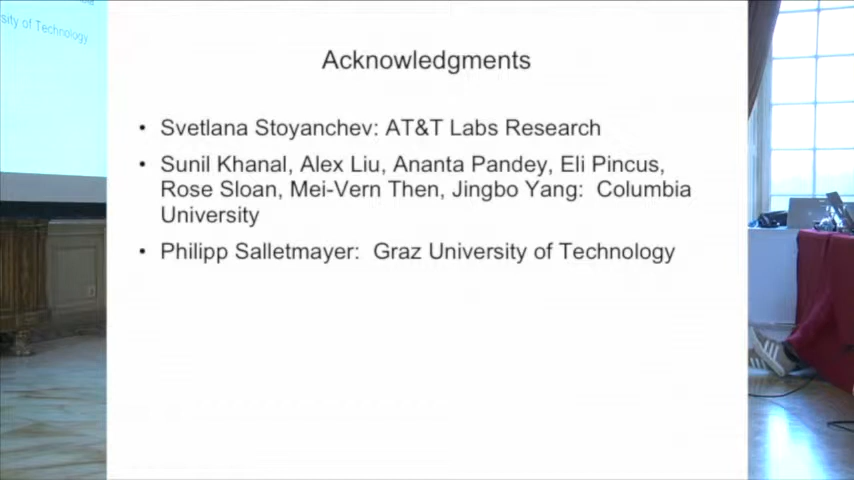 sity of Technology
Acknowledgments
• Svetlana Stoyanchev: AT&T Labs Research
• Sunil Khanal, Alex Liu, Ananta Pandey, Eli Pincus,
Rose Sloan, Mei-Vern Then, Jingbo Yang: Columbia
University
• Philipp Salletmayer: Graz University of Technology